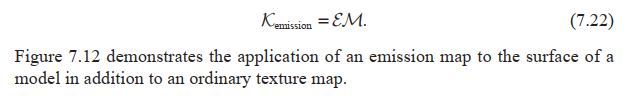 𝒦emission = ℰℳ. (7.22)
Figure 7.12 demonstrates the application of an emission map to the surface of a
model in addition to an ordinary texture map.